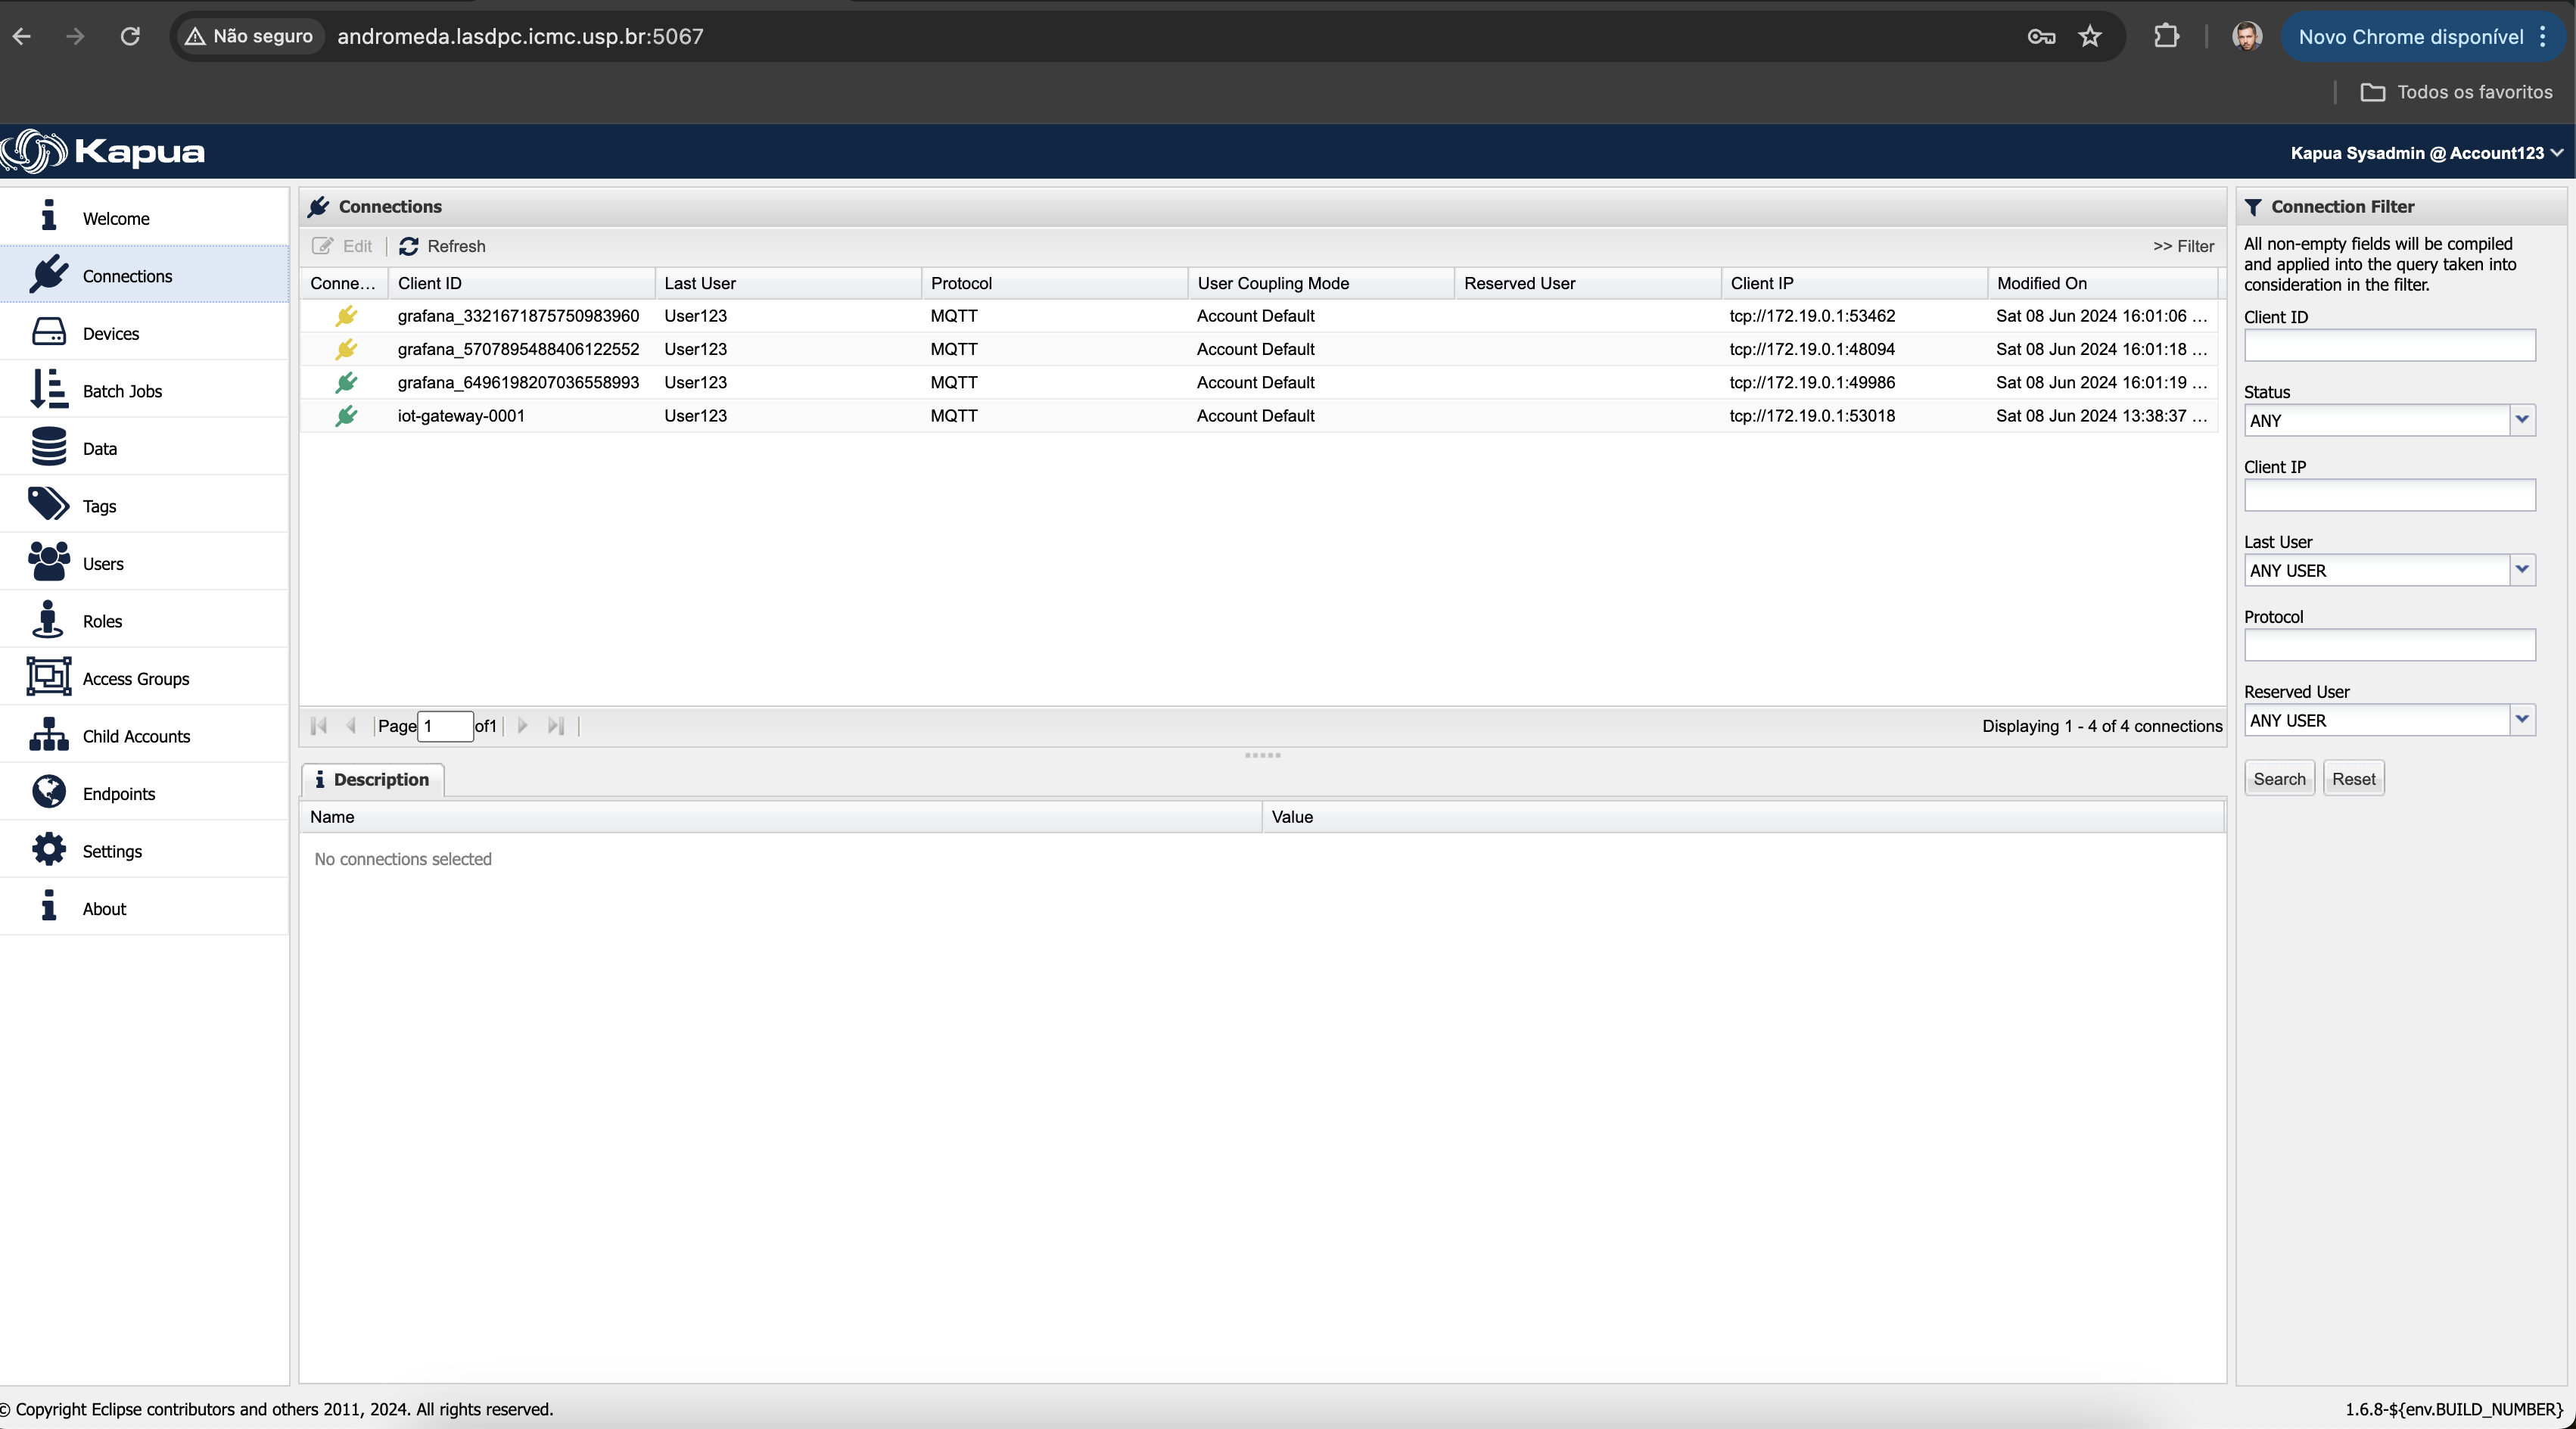 Não seguro andromeda.lasdpc.icmc.usp.br:5067 Novo Chrome disponível
Todos os favoritos
Kapua Kapua Sysadmin @ Account123
Welcome
Connections
Devices
Batch Jobs
Data
Tags
Users
Roles
Access Groups
Child Accounts
Endpoints
Settings
About
Connections
Edit Refresh >> Filter
Conne... Client ID Last User Protocol User Coupling Mode Reserved User Client IP Modified On
grafana_3321671875750983960 User123 MQTT Account Default tcp://172.19.0.1:53462 Sat 08 Jun 2024 16:01:06 ...
grafana_5707895488406122552 User123 MQTT Account Default tcp://172.19.0.1:48094 Sat 08 Jun 2024 16:01:18 ...
grafana_6496198207036558993 User123 MQTT Account Default tcp://172.19.0.1:49986 Sat 08 Jun 2024 16:01:19 ...
iot-gateway-0001 User123 MQTT Account Default tcp://172.19.0.1:53018 Sat 08 Jun 2024 13:38:37 ...
Page 1 of1 Displaying 1 - 4 of 4 connections
Description
Name Value
No connections selected
Connection Filter
All non-empty fields will be compiled
and applied into the query taken into
consideration in the filter.
Client ID
Status
ANY
Client IP
Last User
ANY USER
Protocol
Reserved User
ANY USER
Search Reset
© Copyright Eclipse contributors and others 2011, 2024. All rights reserved. 1.6.8-${env.BUILD_NUMBER}